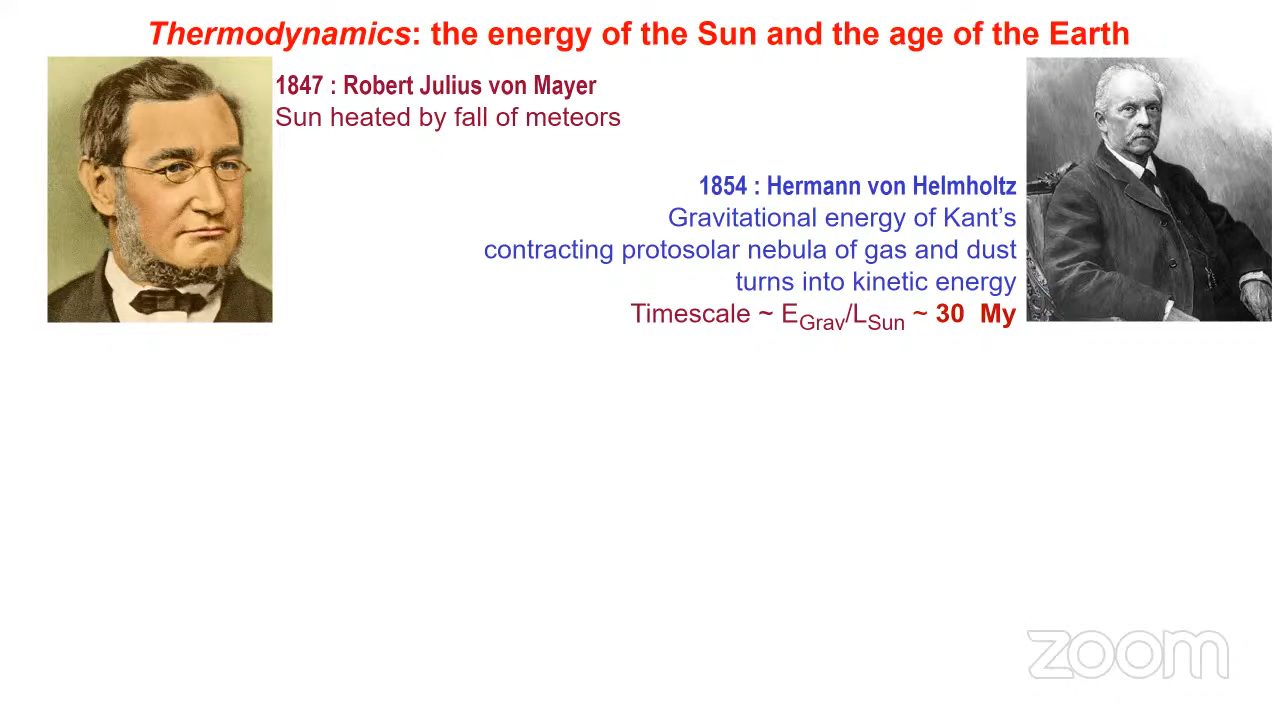 Thermodynamics: the energy of the Sun and the age of the Earth
1847 : Robert Julius von Mayer
Sun heated by fall of meteors
1854 : Hermann von Helmholtz
Gravitational energy of Kant’s
contracting protosolar nebula of gas and dust
turns into kinetic energy
Timescale ~ EGrav/LSun ~ 30  My
zoom